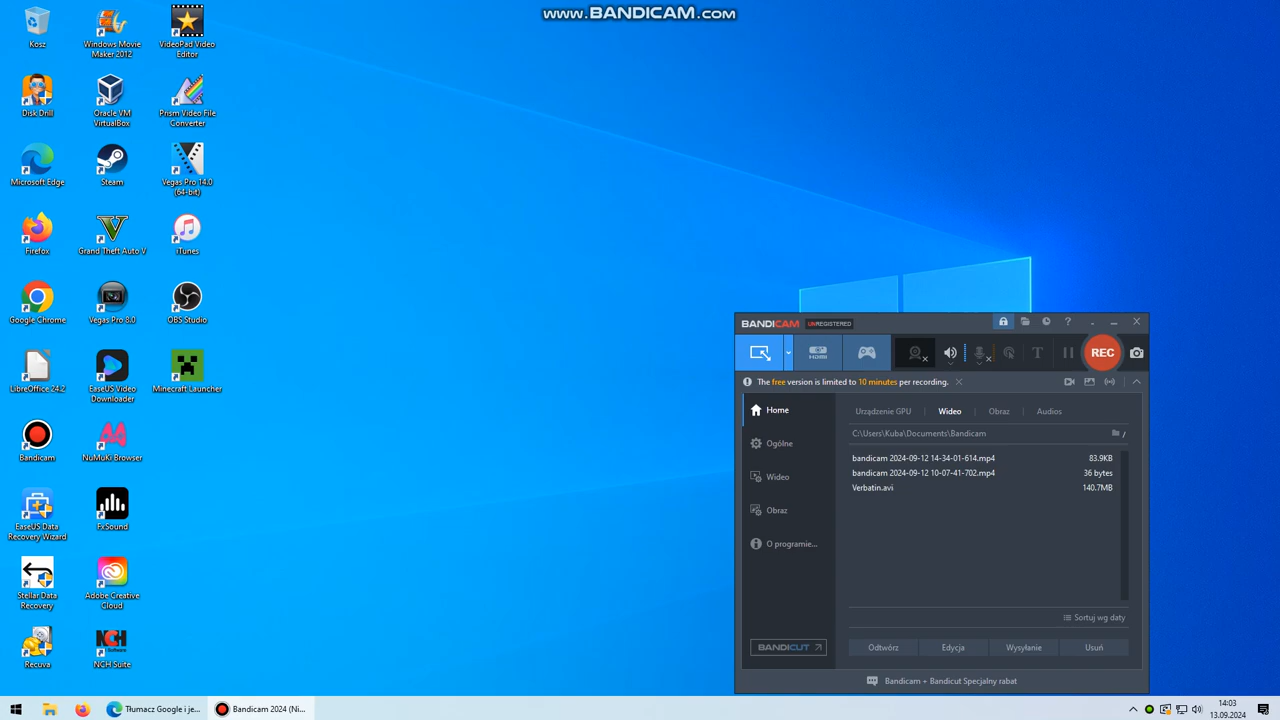 www.BANDICAM.com
Kosz
Windows Movie
Maker 2012
VideoPad Video
Editor
Disk Drill
Oracle VM
VirtualBox
Prism Video File
Converter
Microsoft Edge
Steam
Vegas Pro 14.0
(64-bit)
Firefox
Grand Theft Auto V
iTunes
Google Chrome
Vegas Pro 8.0
OBS Studio
LibreOffice 24.2
EaseUS Video
Downloader
Minecraft Launcher
Bandicam
NuMuKi Browser
EaseUS Data
Recovery Wizard
FxSound
Stellar Data
Recovery
Adobe Creative
Cloud
Recuva
NCH Suite
BANDICAM UNREGISTERED
HDMI
REC
The free version is limited to 10 minutes per recording.
Home
Ogólne
Wideo
Obraz
O programie...
BANDICUT
Urządzenie GPU Wideo Obraz Audios
C:\Users\Kuba\Documents\Bandicam
bandicam 2024-09-12 14-34-01-614.mp4 83.9KB
bandicam 2024-09-12 10-07-41-702.mp4 36 bytes
Verbatin.avi 140.7MB
Sortuj wg daty
Odtwórz Edycja Wysyłanie Usuń
Bandicam + Bandicut Specjalny rabat
Tłumacz Google i je...
Bandicam 2024 (Ni...
14:03
13.09.2024